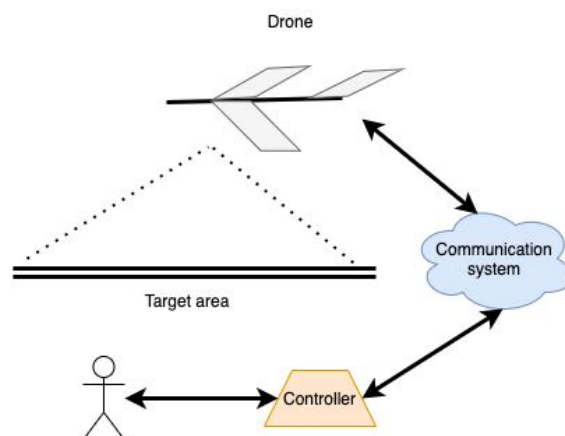 Drone
Communication
system
Target area
Controller